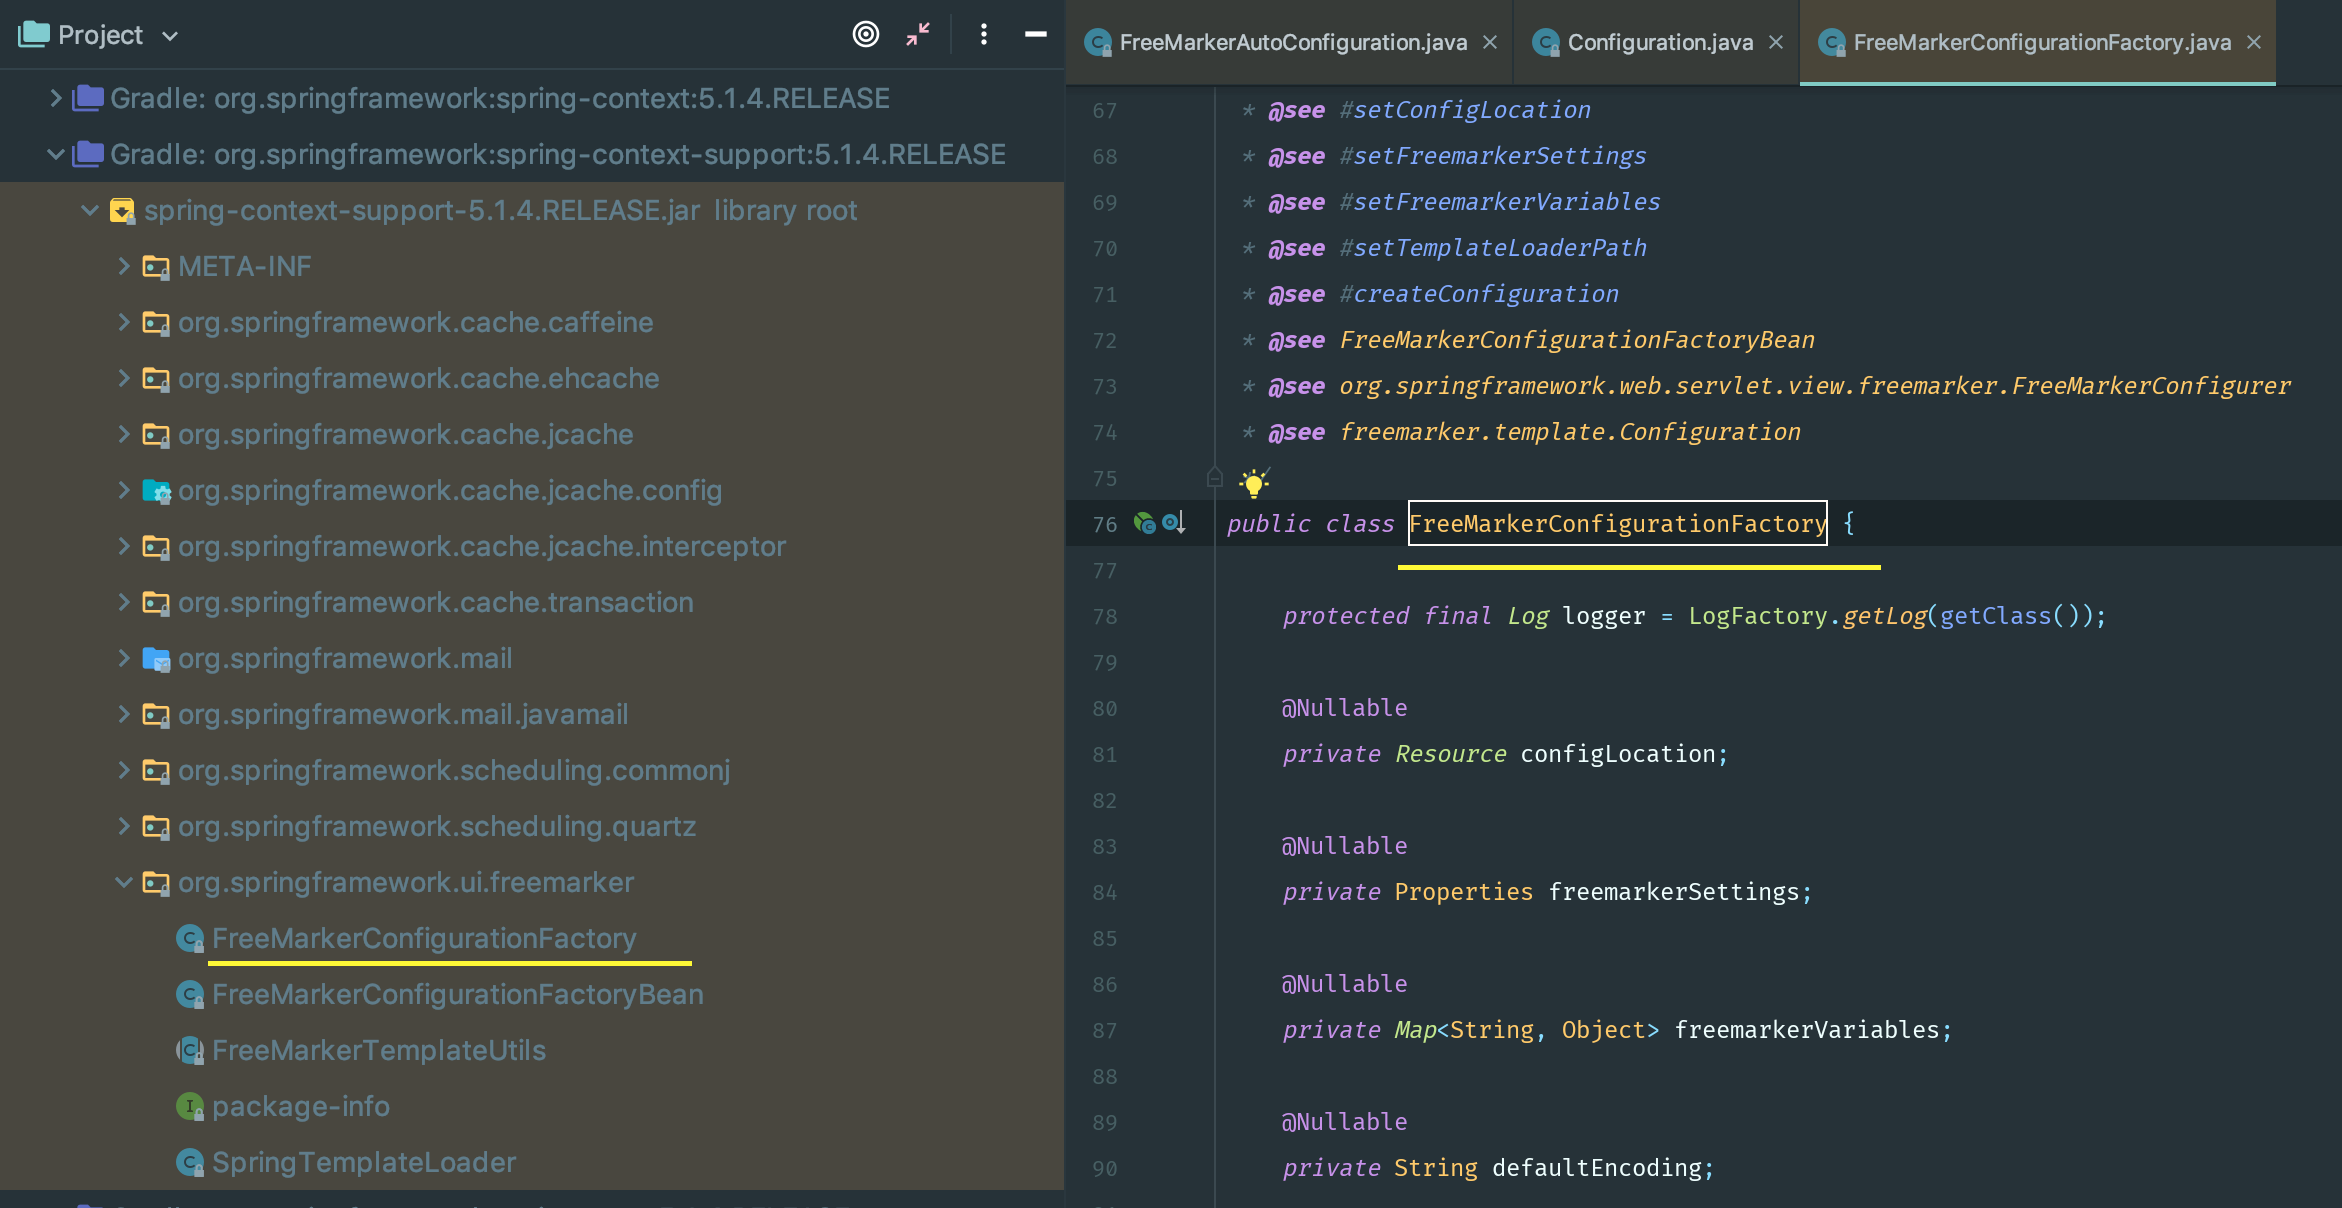 Project
Gradle: org.springframework:spring-context:5.1.4.RELEASE
Gradle: org.springframework:spring-context-support:5.1.4.RELEASE
spring-context-support-5.1.4.RELEASE.jar library root
META-INF
org.springframework.cache.caffeine
org.springframework.cache.ehcache
org.springframework.cache.jcache
org.springframework.cache.jcache.config
org.springframework.cache.jcache.interceptor
org.springframework.cache.transaction
org.springframework.mail
org.springframework.mail.javamail
org.springframework.scheduling.commonj
org.springframework.scheduling.quartz
org.springframework.ui.freemarker
FreeMarkerConfigurationFactory
FreeMarkerConfigurationFactoryBean
FreeMarkerTemplateUtils
package-info
SpringTemplateLoader
FreeMarkerAutoConfiguration.java Configuration.java FreeMarkerConfigurationFactory.java
67 * @see #setConfigLocation
68 * @see #setFreemarkerSettings
69 * @see #setFreemarkerVariables
70 * @see #setTemplateLoaderPath
71 * @see #createConfiguration
72 * @see FreeMarkerConfigurationFactoryBean
73 * @see org.springframework.web.servlet.view.freemarker.FreeMarkerConfigurer
74 * @see freemarker.template.Configuration
75
76 public class FreeMarkerConfigurationFactory {
77
78 protected final Log logger = LogFactory.getLog(getClass());
79
80 @Nullable
81 private Resource configLocation;
82
83 @Nullable
84 private Properties freemarkerSettings;
85
86 @Nullable
87 private Map<String, Object> freemarkerVariables;
88
89 @Nullable
90 private String defaultEncoding;